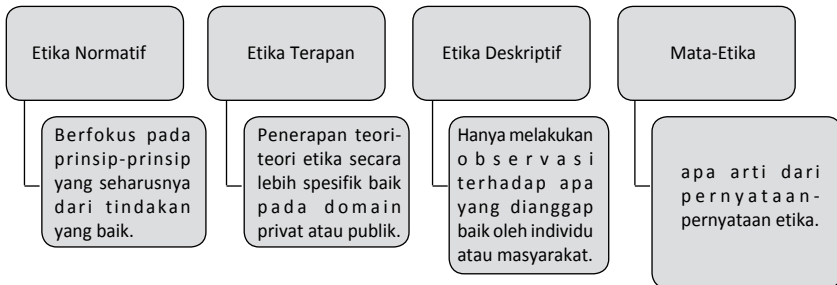 Etika Normatif
Berfokus pada
prinsip-prinsip
yang seharusnya
dari tindakan
yang baik.
Etika Terapan
Penerapan teori-
teori etika secara
lebih spesifik baik
pada domain
privat atau publik.
Etika Deskriptif
Hanya melakukan
observasi
terhadap apa
yang dianggap
baik oleh individu
atau masyarakat.
Mata-Etika
apa arti dari
pernyataan-
pernyataan etika.